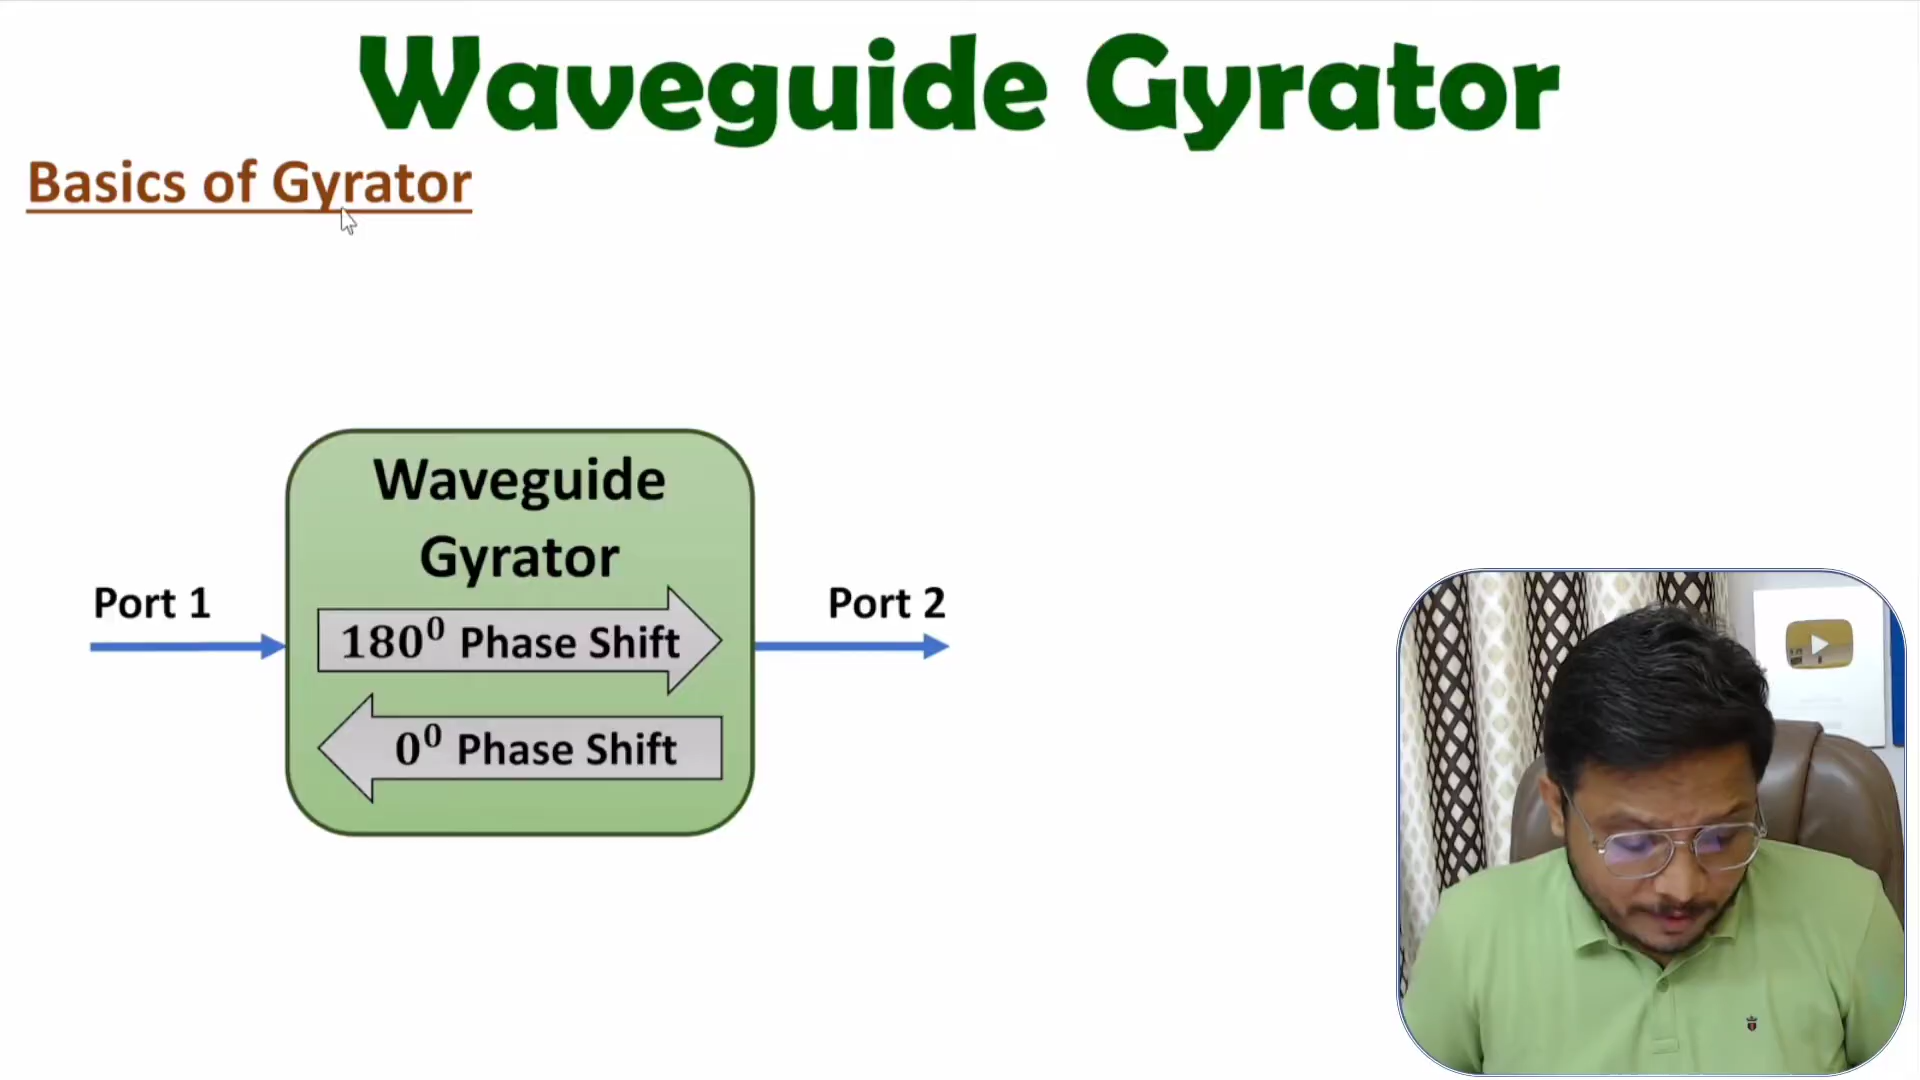 Waveguide Gyrator
Basics of Gyrator
Waveguide
Gyrator
Port 1
Port 2
180⁰ Phase Shift
0⁰ Phase Shift